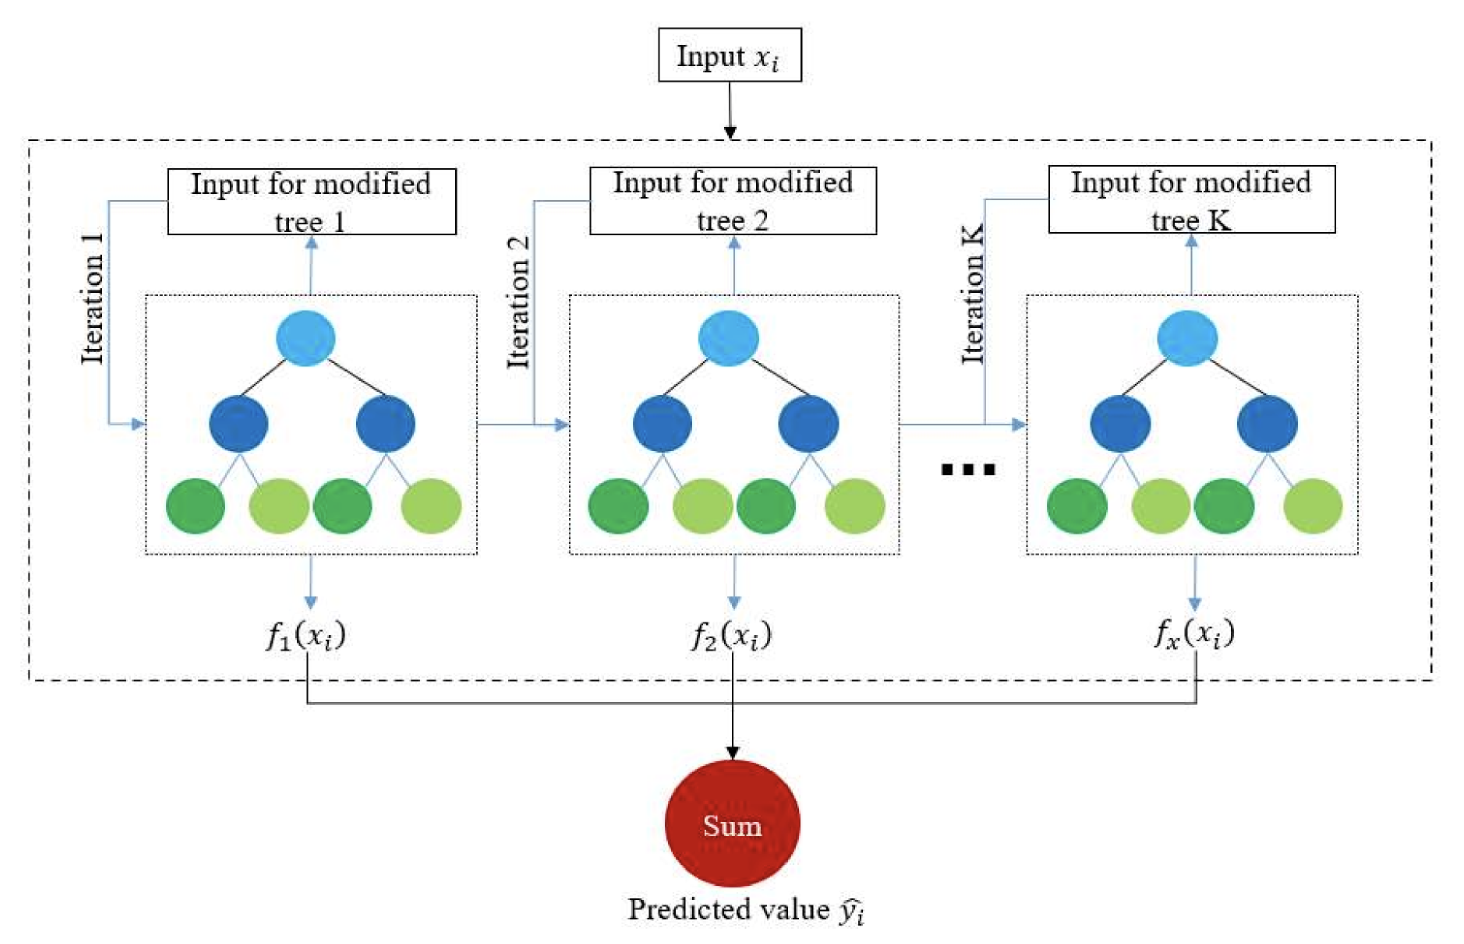 Input xᵢ
Input for modified
tree 1
Input for modified
tree 2
Input for modified
tree K
Iteration 1
Iteration 2
Iteration K
...
f₁(xᵢ)
f₂(xᵢ)
fₓ(xᵢ)
Sum
Predicted value ŷᵢ